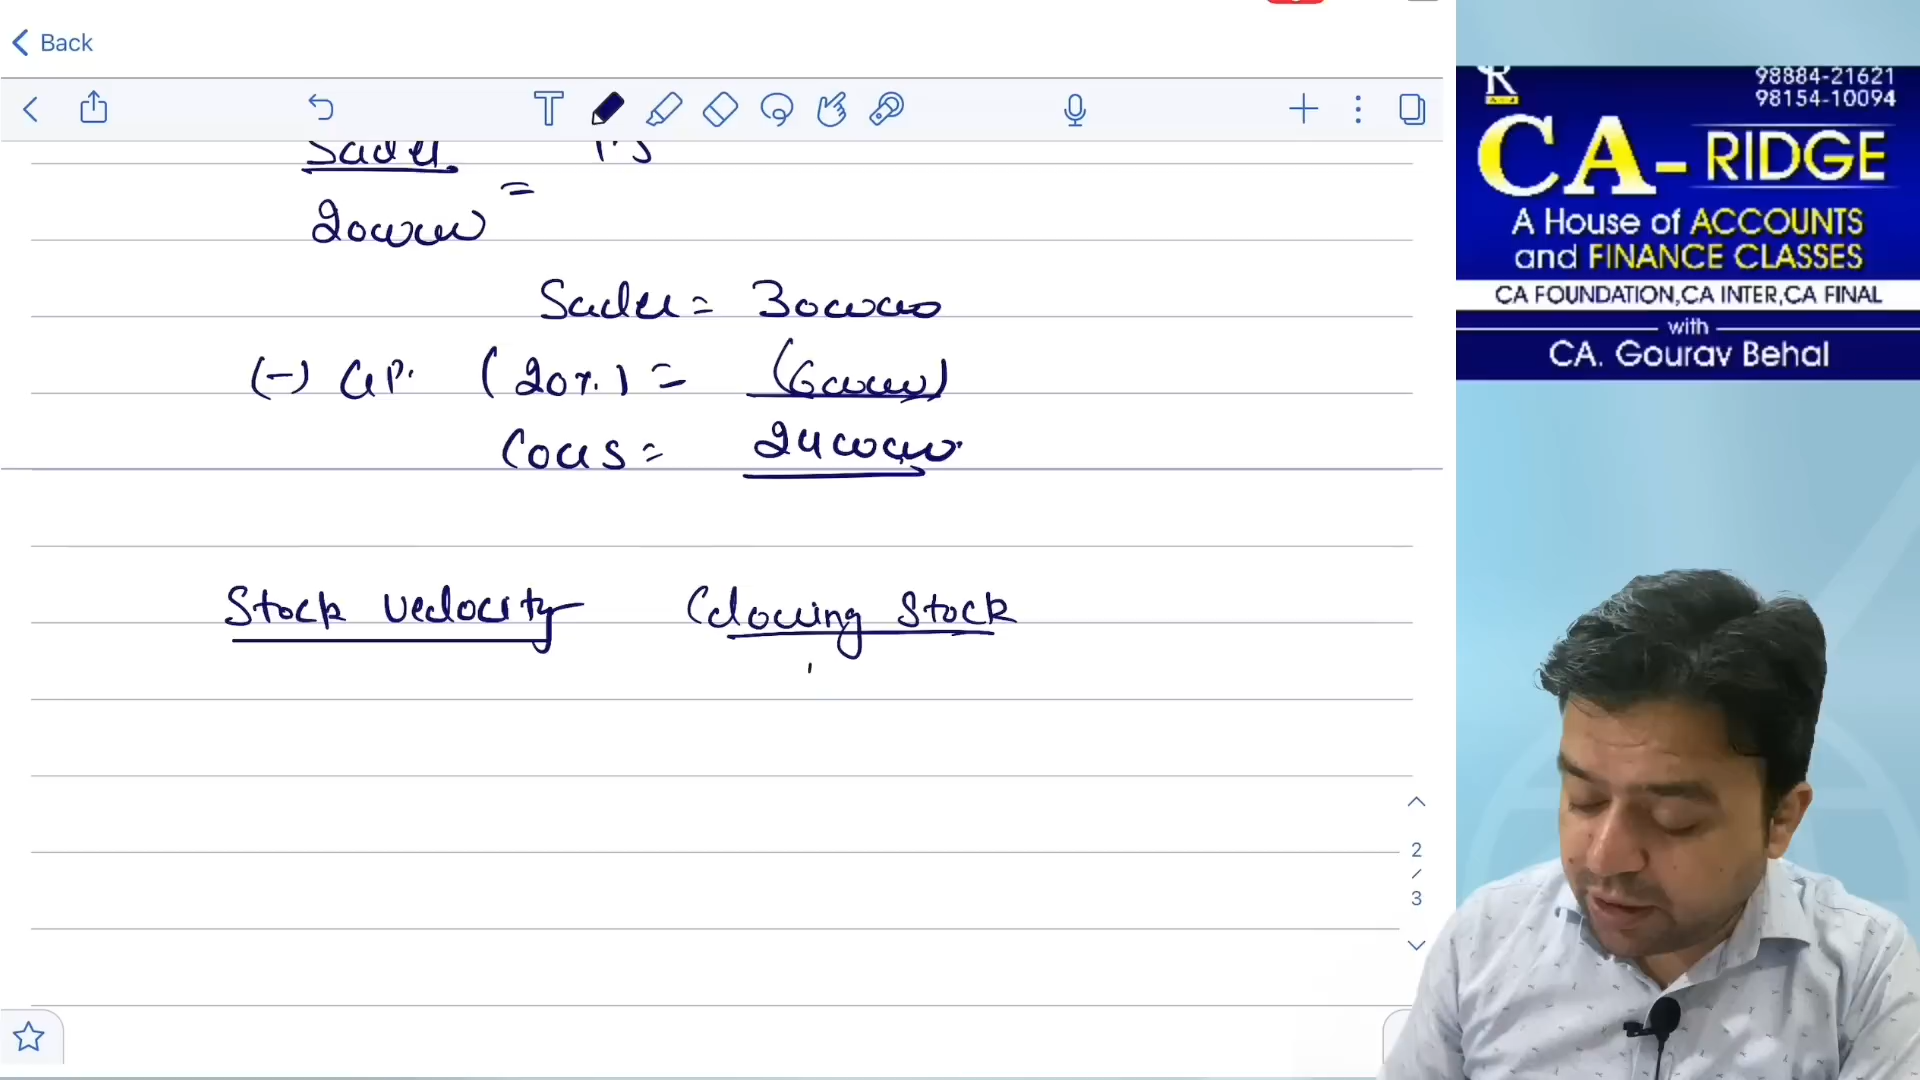 Back
98884-21621
98154-10094
CA-RIDGE
A House of ACCOUNTS
and FINANCE CLASSES
CA FOUNDATION,CA INTER,CA FINAL
with
CA. Gourav Behal
Sales
1.5
=
2000000
Sales = 3000000
(-) GP. (20%) = (600000)
COGS = 2400000
Stock Velocity (Closing Stock
2
/
3